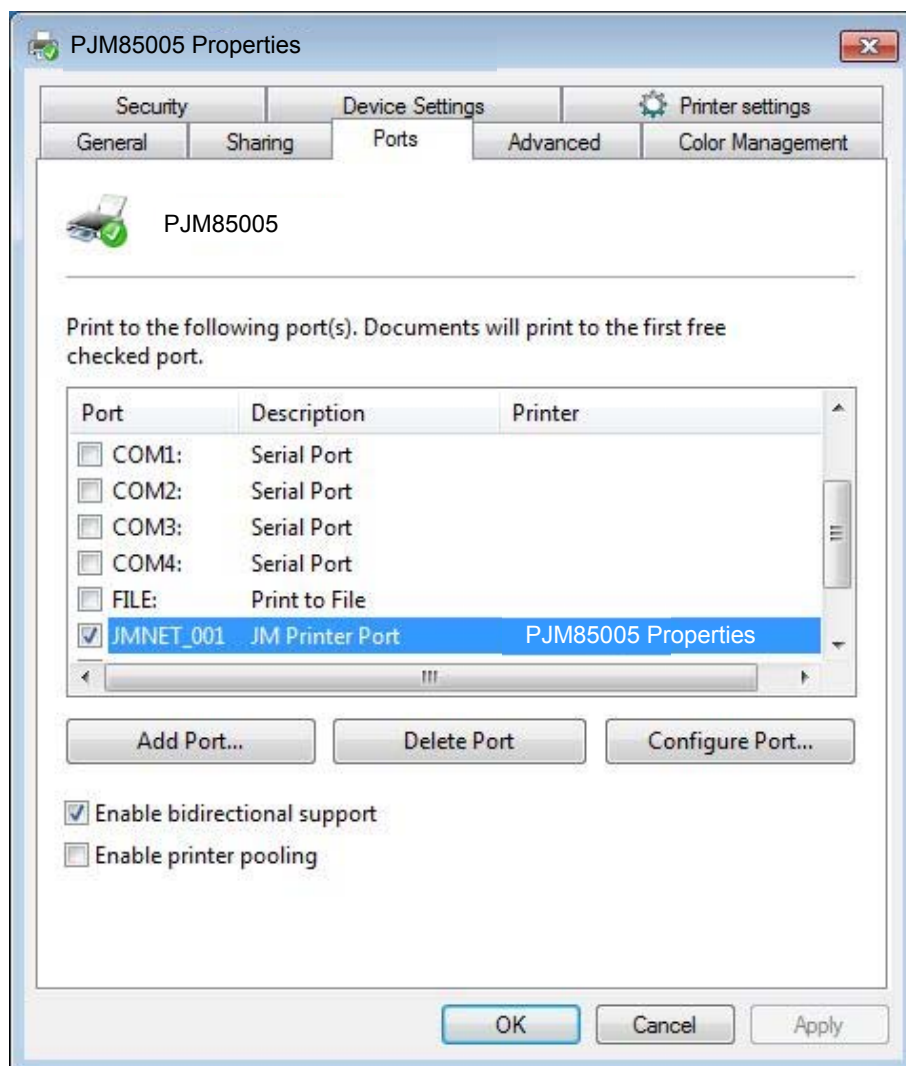 PJM85005 Properties
Security Device Settings Printer settings
General Sharing Ports Advanced Color Management
PJM85005
Print to the following port(s). Documents will print to the first free
checked port.
Port Description Printer
COM1: Serial Port
COM2: Serial Port
COM3: Serial Port
COM4: Serial Port
FILE: Print to File
JMNET_001 JM Printer Port PJM85005 Properties
Add Port... Delete Port Configure Port...
Enable bidirectional support
Enable printer pooling
OK Cancel Apply